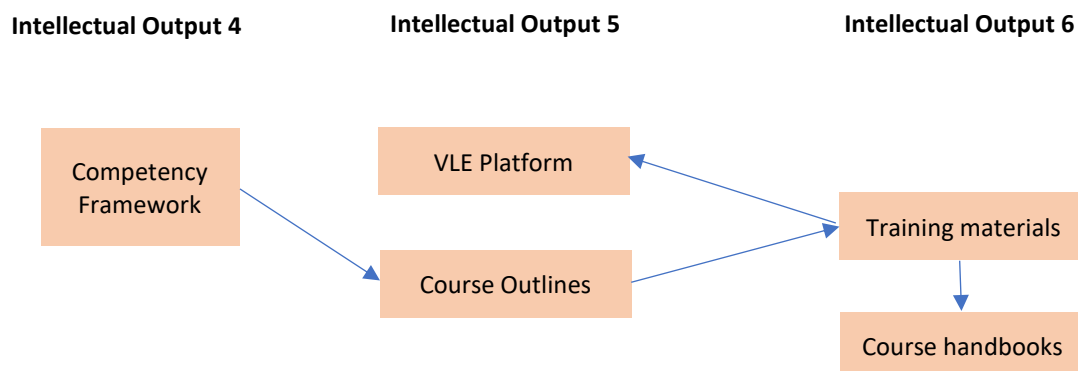 Intellectual Output 4
Intellectual Output 5
Intellectual Output 6
Competency
Framework
VLE Platform
Training materials
Course Outlines
Course handbooks